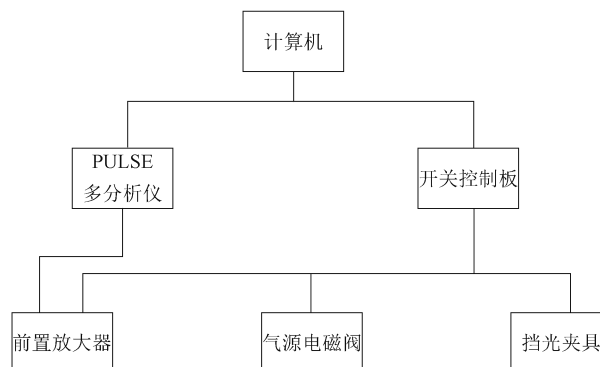 计算机
PULSE
多分析仪
开关控制板
前置放大器
气源电磁阀
挡光夹具